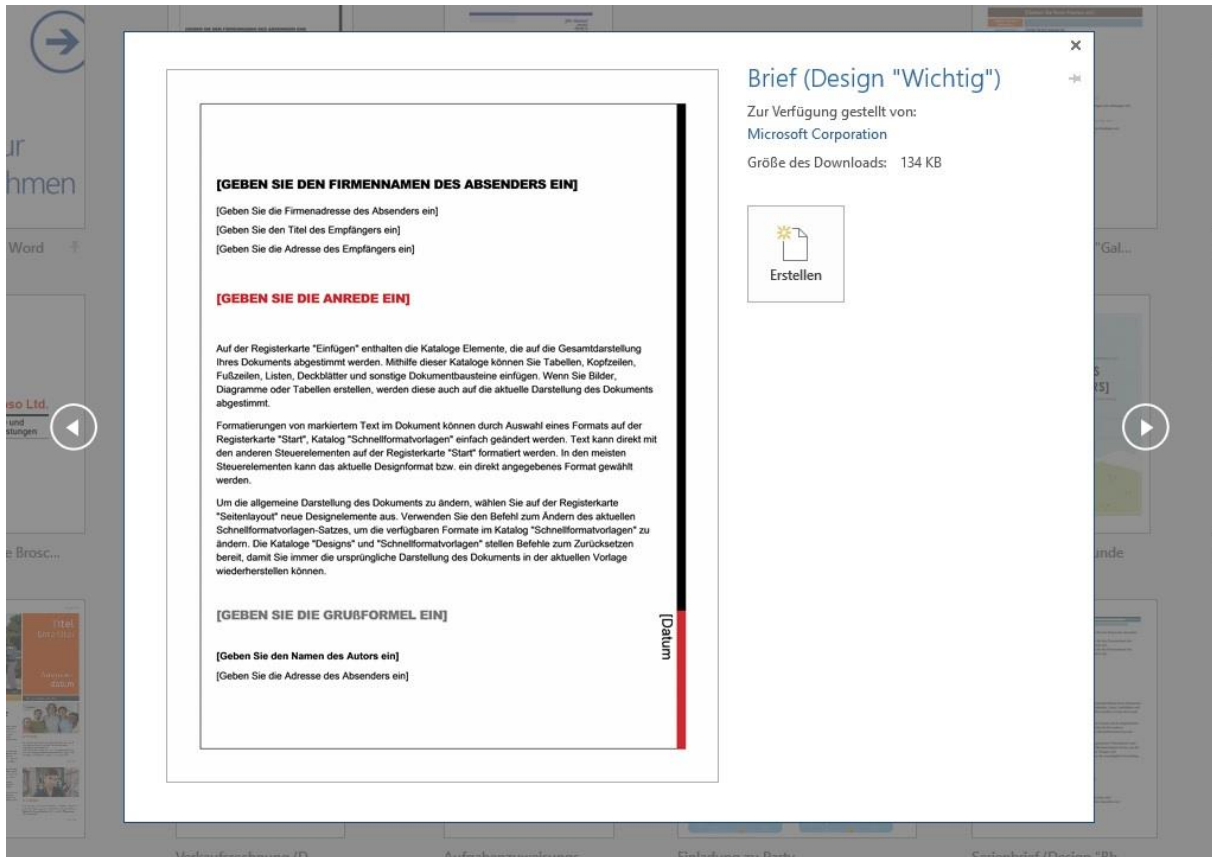 ur
hmen
Word
oso Ltd.
und
stungen
e Brosc...
Titel
Brief (Design "Wichtig")
Zur Verfügung gestellt von:
Microsoft Corporation
Größe des Downloads: 134 KB
Erstellen
[GEBEN SIE DEN FIRMENNAMEN DES ABSENDERS EIN]
[Geben Sie die Firmenadresse des Absenders ein]
[Geben Sie den Titel des Empfängers ein]
[Geben Sie die Adresse des Empfängers ein]
[GEBEN SIE DIE ANREDE EIN]
Auf der Registerkarte "Einfügen" enthalten die Kataloge Elemente, die auf die Gesamtdarstellung
Ihres Dokuments abgestimmt werden. Mithilfe dieser Kataloge können Sie Tabellen, Kopfzeilen,
Fußzeilen, Listen, Deckblätter und sonstige Dokumentbausteine einfügen. Wenn Sie Bilder,
Diagramme oder Tabellen erstellen, werden diese auch auf die aktuelle Darstellung des Dokuments
abgestimmt.
Formatierungen von markiertem Text im Dokument können durch Auswahl eines Formats auf der
Registerkarte "Start", Katalog "Schnellformatvorlagen" einfach geändert werden. Text kann direkt mit
den anderen Steuerelementen auf der Registerkarte "Start" formatiert werden. In den meisten
Steuerelementen kann das aktuelle Designformat bzw. ein direkt angegebenes Format gewählt
werden.
Um die allgemeine Darstellung des Dokuments zu ändern, wählen Sie auf der Registerkarte
"Seitenlayout" neue Designelemente aus. Verwenden Sie den Befehl zum Ändern des aktuellen
Schnellformatvorlagen-Satzes, um die verfügbaren Formate im Katalog "Schnellformatvorlagen" zu
ändern. Die Kataloge "Designs" und "Schnellformatvorlagen" stellen Befehle zum Zurücksetzen
bereit, damit Sie immer die ursprüngliche Darstellung des Dokuments in der aktuellen Vorlage
wiederherstellen können.
[GEBEN SIE DIE GRUßFORMEL EIN]
[Datum
[Geben Sie den Namen des Autors ein]
[Geben Sie die Adresse des Absenders ein]
"Gal...
unde